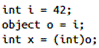 int i = 42;
object o = i;
int x = (int)o;